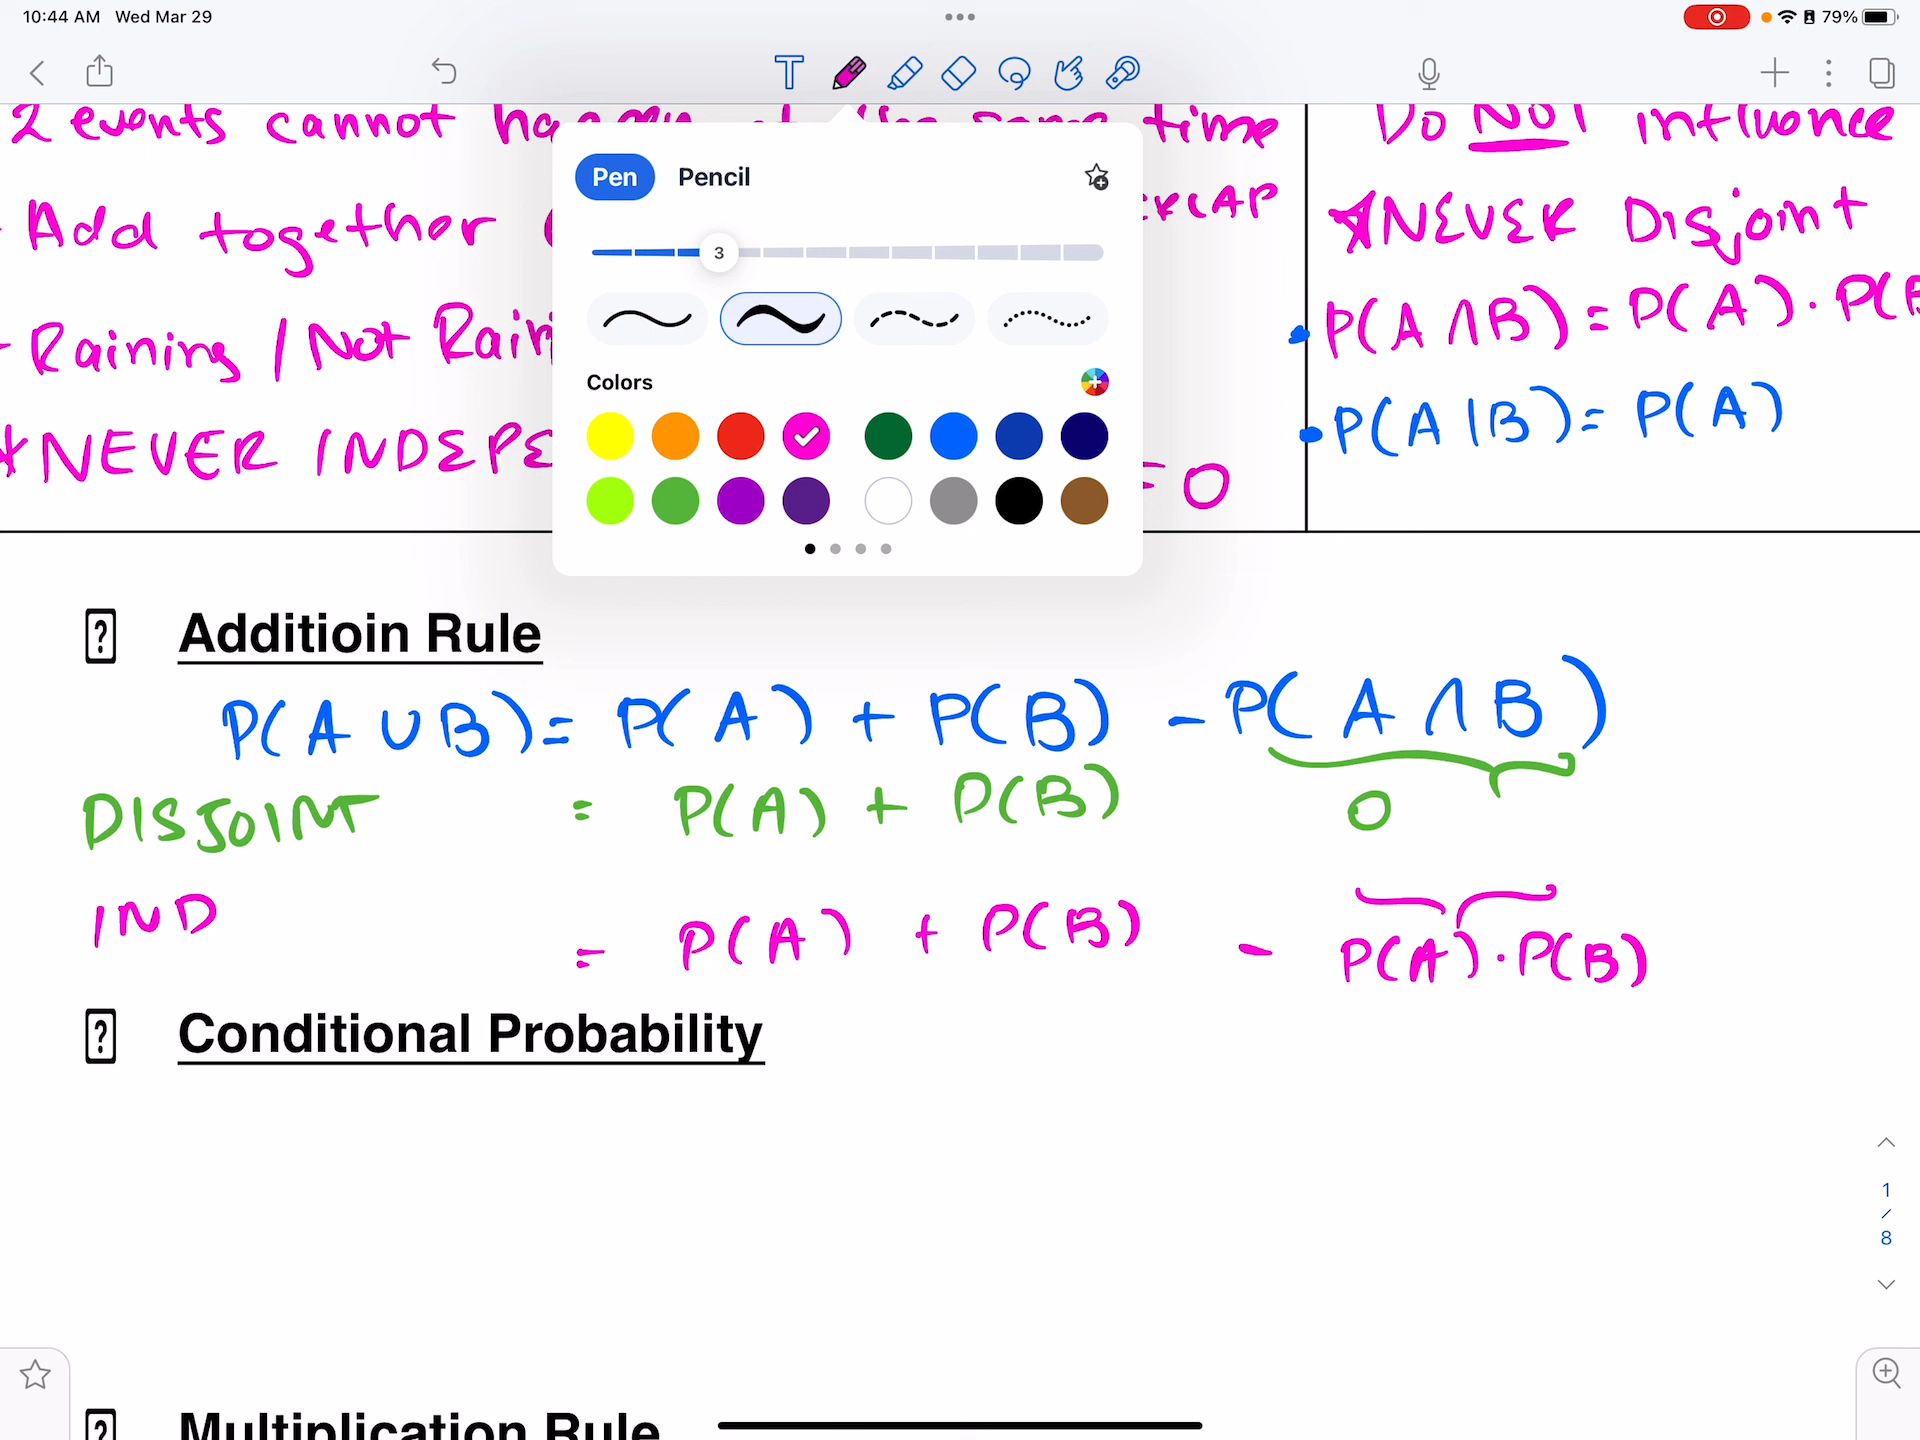 10:44 AM Wed Mar 29
79%
2 events cannot time
Do NOT influence
Pen Pencil
Add together
NEVER Disjoint
3
P(A ∩ B) = P(A) · P(
Raining / Not
Colors
P(A | B) = P(A)
*NEVER
= 0
Additioin Rule
P(A ∪ B) = P(A) + P(B) - P(A ∩ B)
DISJOINT = P(A) + P(B) 0
IND = P(A) + P(B) - P(A) · P(B)
Conditional Probability
1
/
8
Multiplication Rule